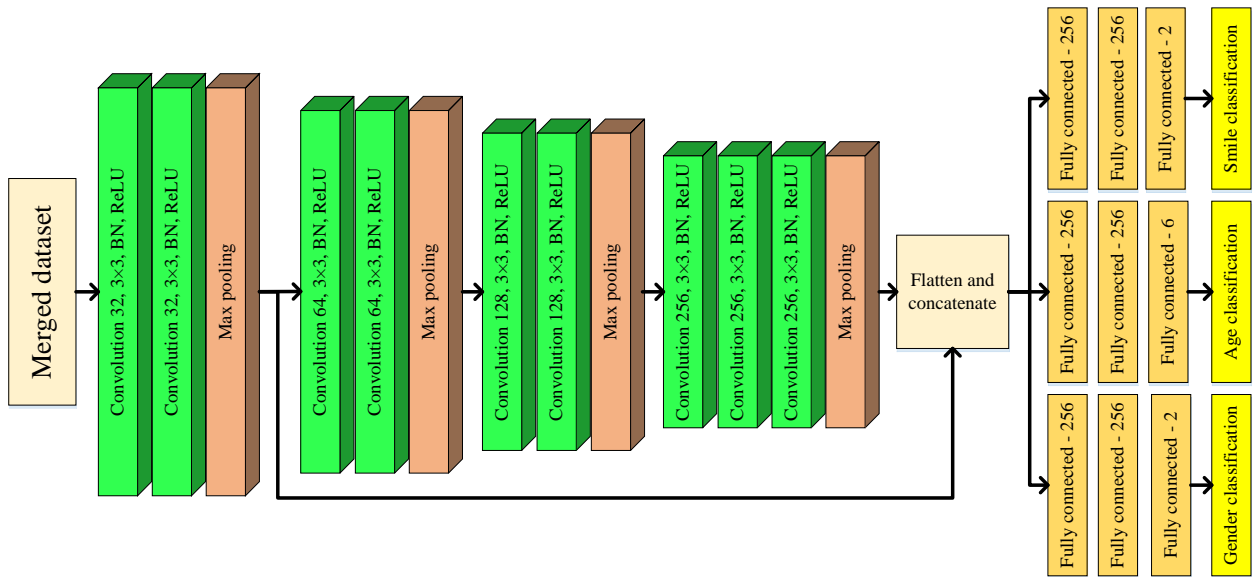 Merged dataset
Convolution 32, 3×3, BN, ReLU
Convolution 32, 3×3, BN, ReLU
Max pooling
Convolution 64, 3×3, BN, ReLU
Convolution 64, 3×3, BN, ReLU
Max pooling
Convolution 128, 3×3, BN, ReLU
Convolution 128, 3×3, BN, ReLU
Max pooling
Convolution 256, 3×3, BN, ReLU
Convolution 256, 3×3, BN, ReLU
Convolution 256, 3×3, BN, ReLU
Max pooling
Flatten and
concatenate
Fully connected - 256
Fully connected - 256
Fully connected - 2
Smile classification
Fully connected - 256
Fully connected - 256
Fully connected - 6
Age classification
Fully connected - 256
Fully connected - 256
Fully connected - 2
Gender classification